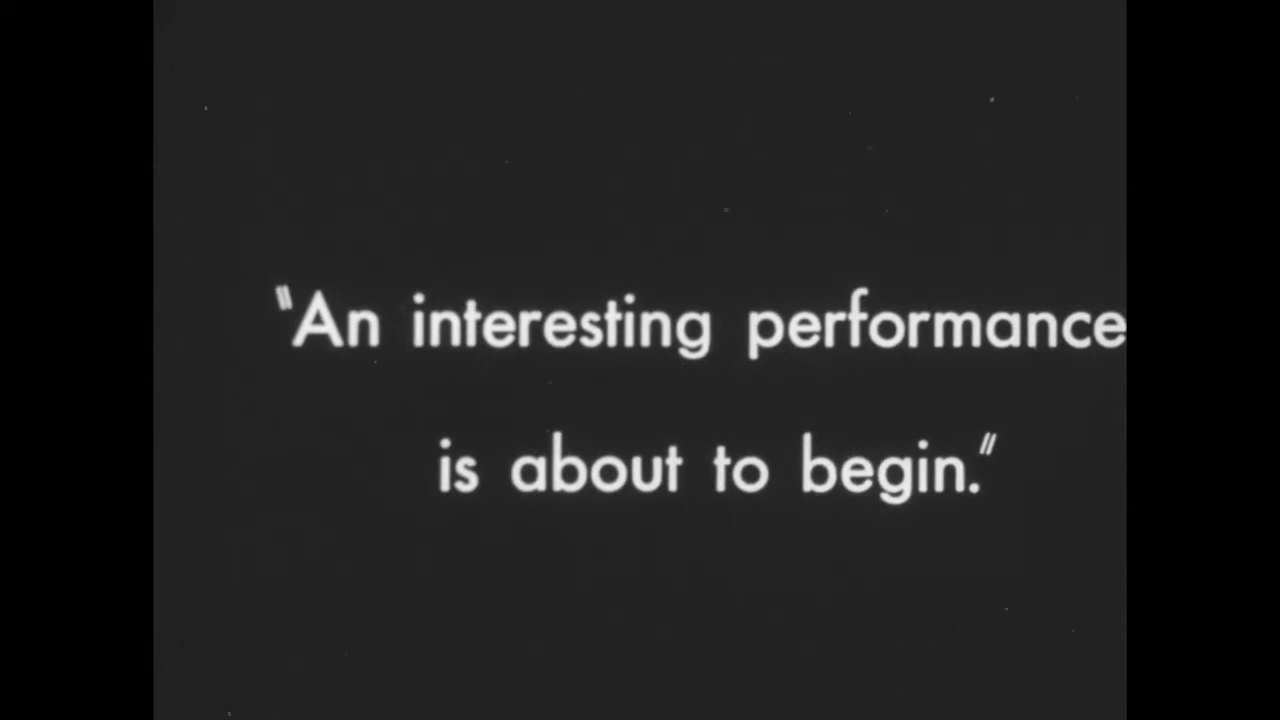 "An interesting performance
is about to begin."